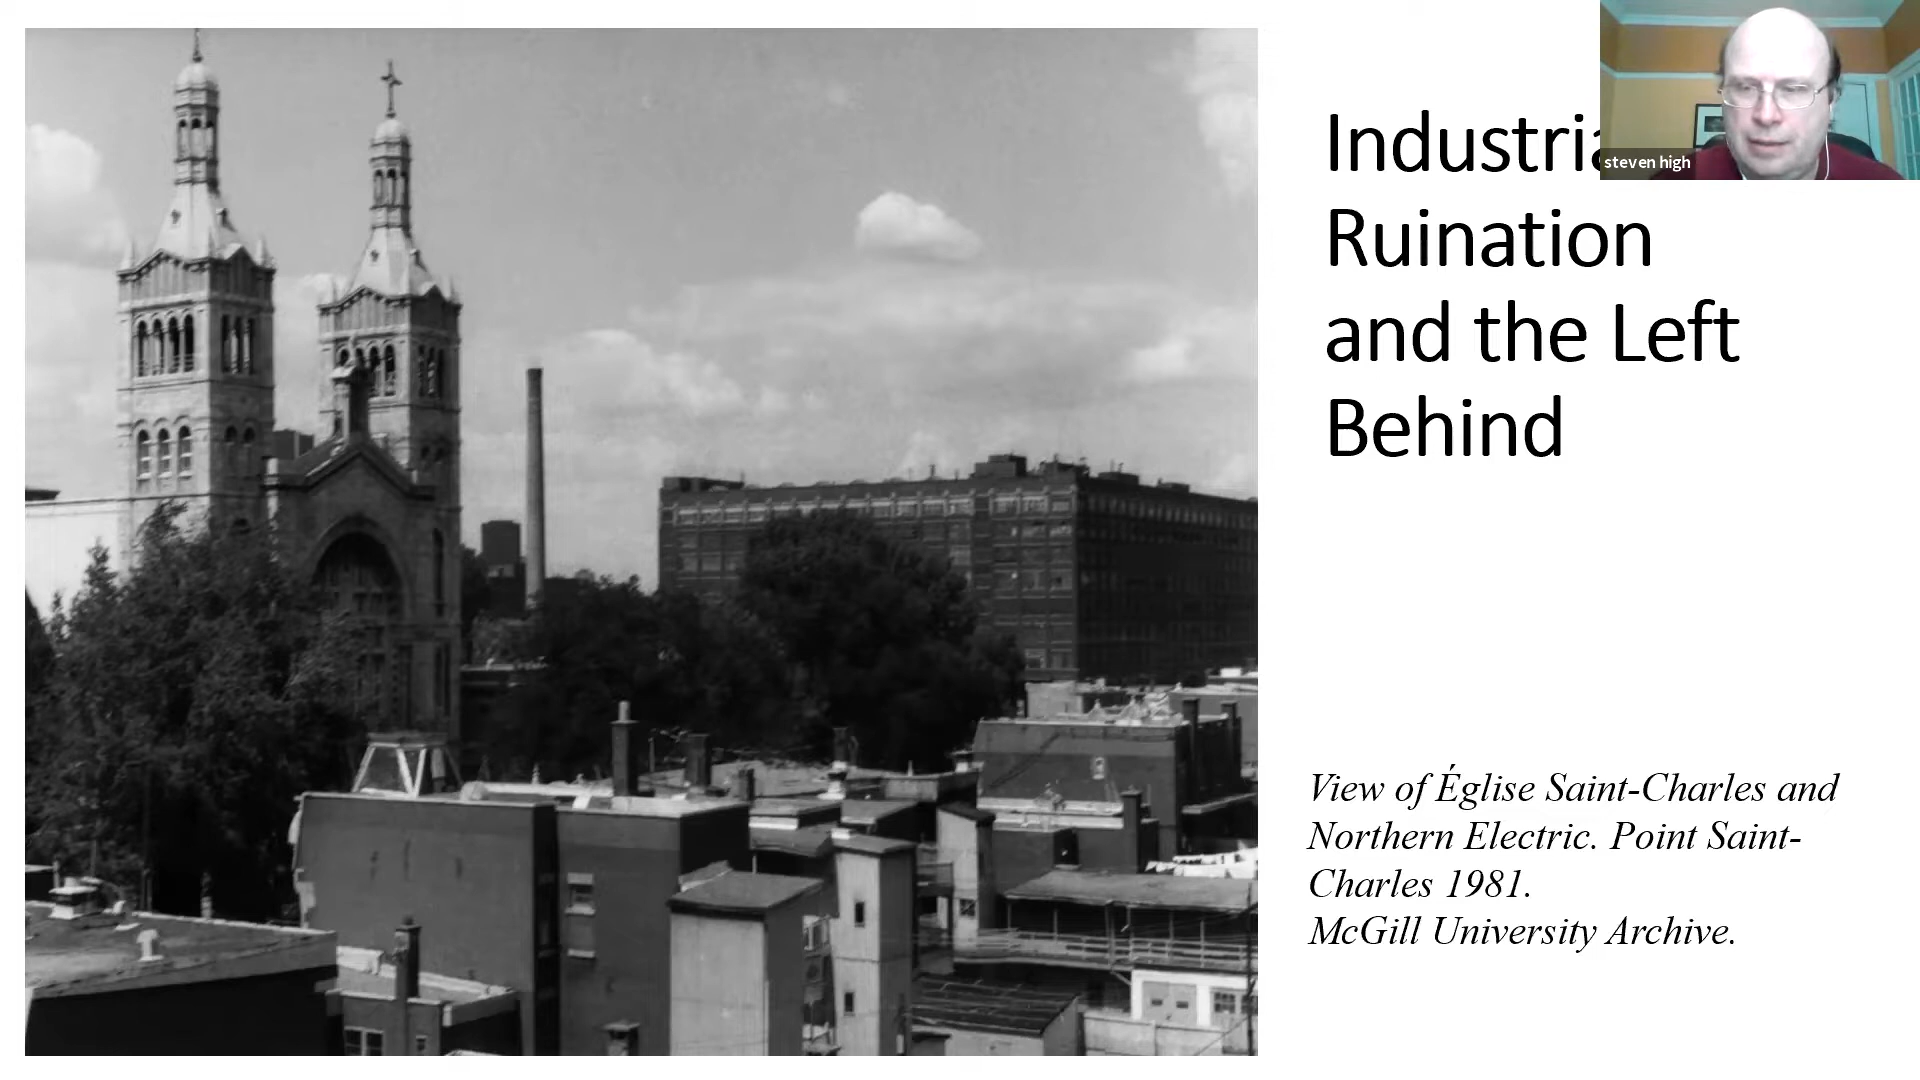 Industria
Ruination
and the Left
Behind
steven high
View of Église Saint-Charles and
Northern Electric. Point Saint-
Charles 1981.
McGill University Archive.